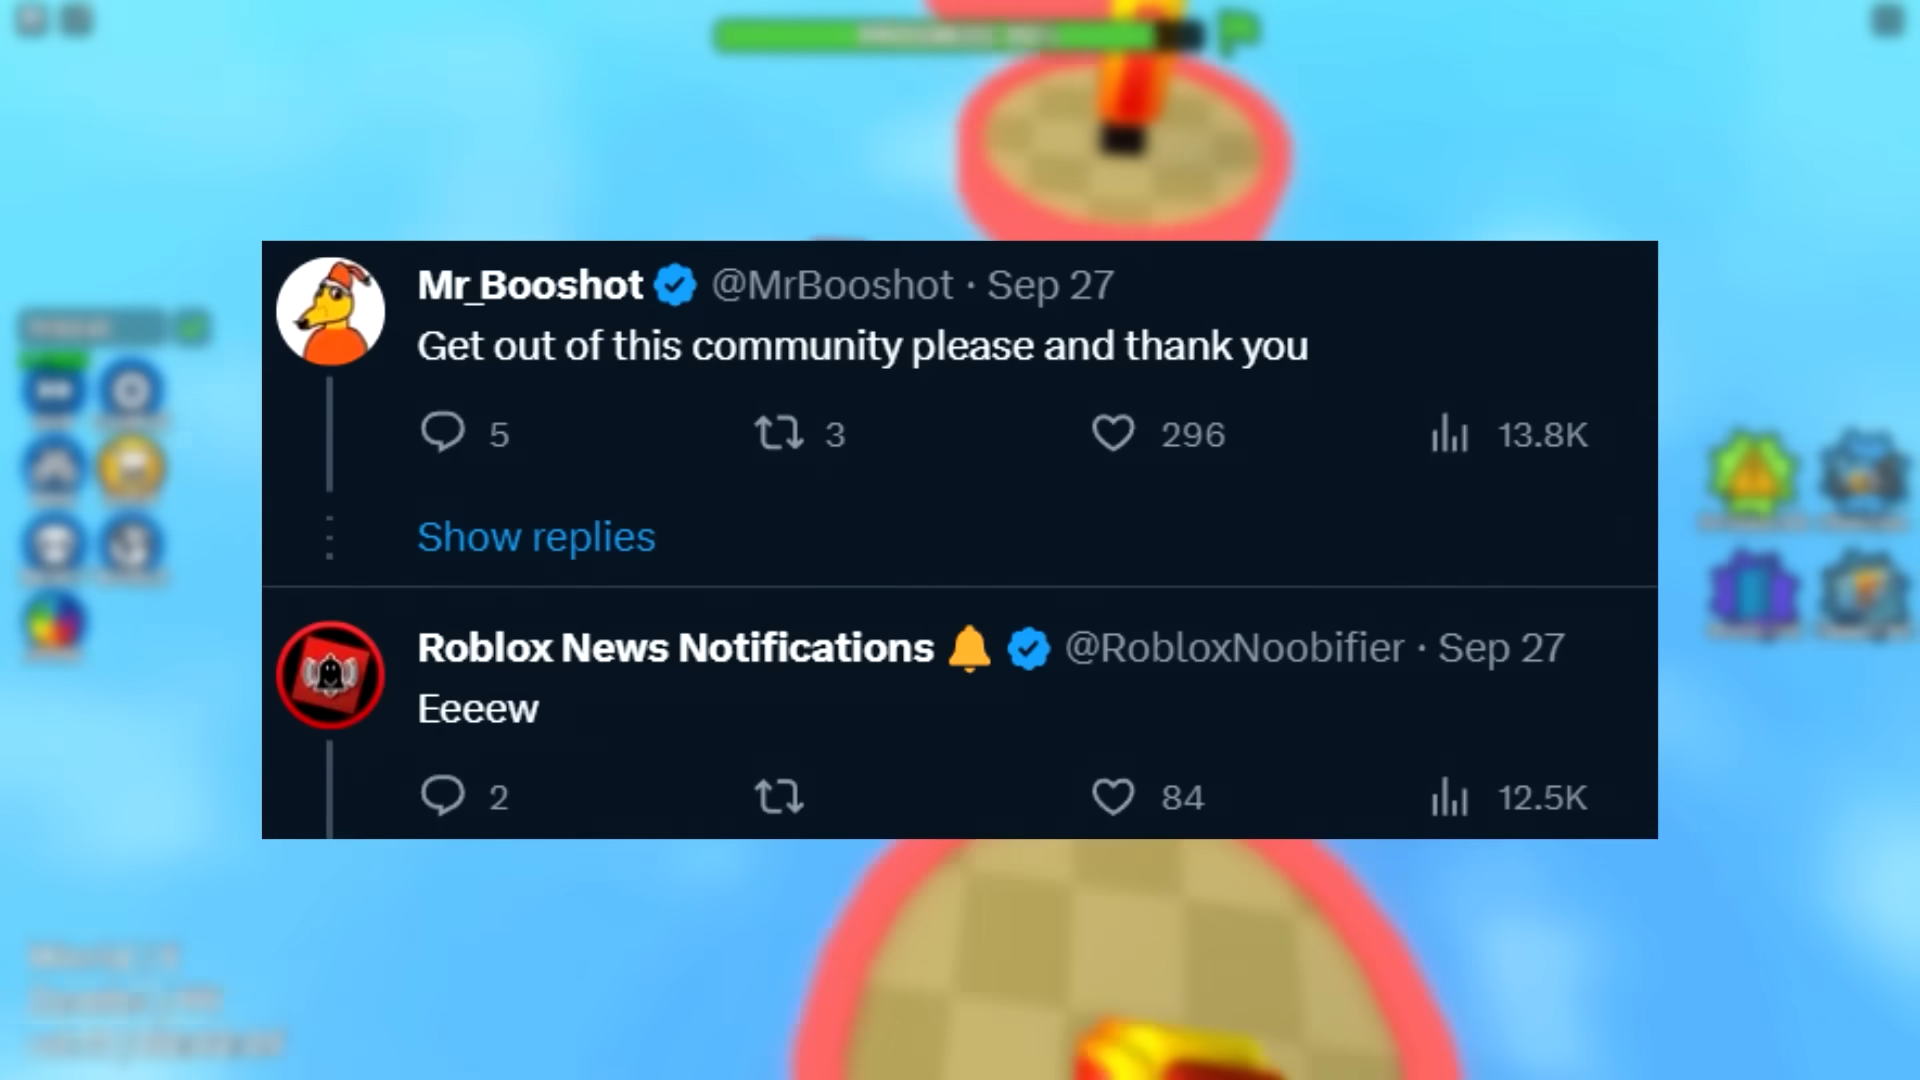 Mr_Booshot @MrBooshot · Sep 27
Get out of this community please and thank you
5 3 296 13.8K
Show replies
Roblox News Notifications 🔔 @RobloxNoobifier · Sep 27
Eeeew
2 84 12.5K